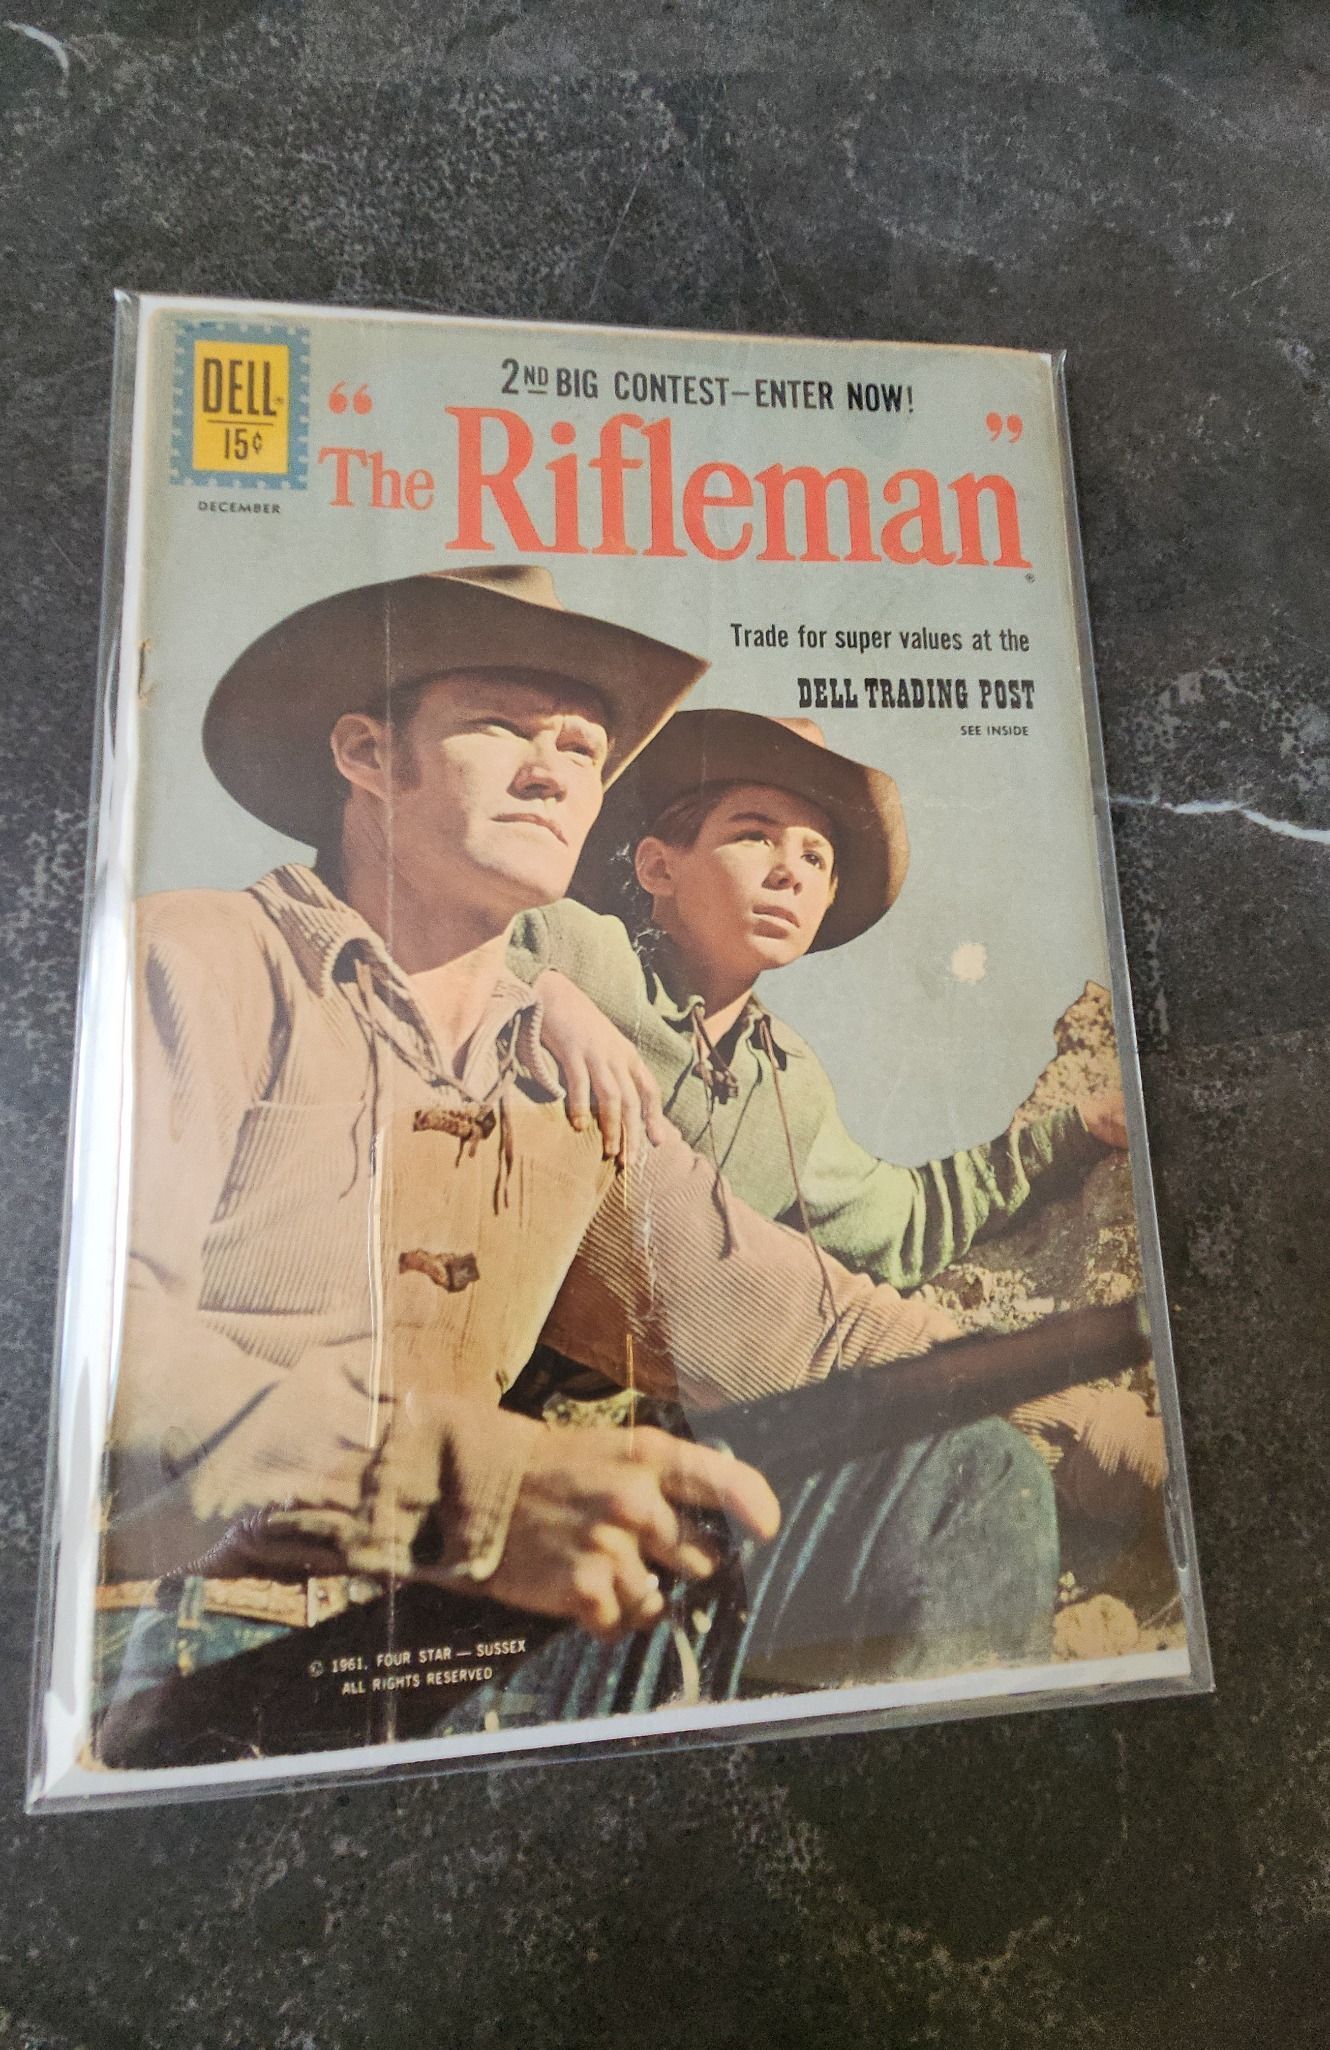 DELL
15¢
DECEMBER
2ND BIG CONTEST—ENTER NOW!
“The Rifleman”
®
Trade for super values at the
DELL TRADING POST
SEE INSIDE
© 1961, FOUR STAR — SUSSEX
ALL RIGHTS RESERVED